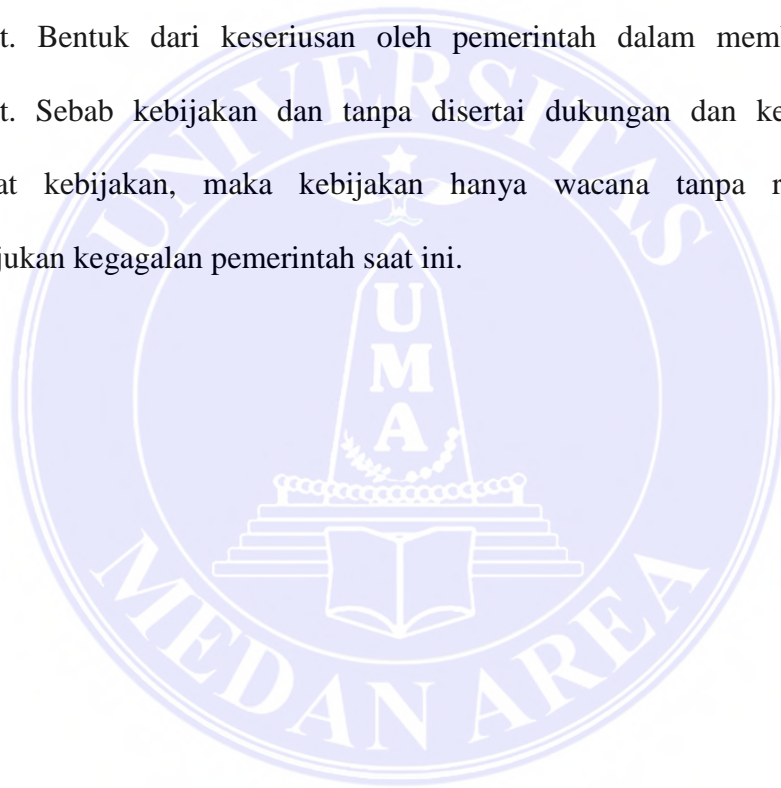 t. Bentuk dari keseriusan oleh pemerintah dalam mem
t. Sebab kebijakan dan tanpa disertai dukungan dan ke
at kebijakan, maka kebijakan hanya wacana tanpa r
jukan kegagalan pemerintah saat ini.
UNIVERSITAS
U
M
A
MEDAN AREA